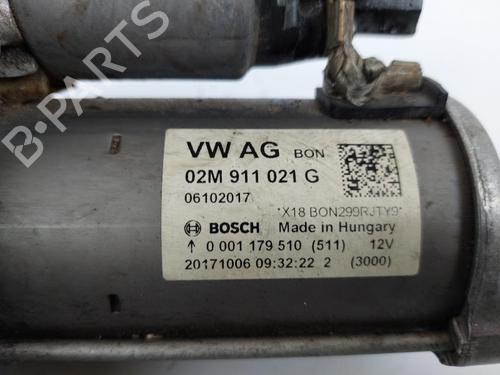 B-PARTS
VW AG BON
02M 911 021 G
06102017
*X18 BON299RJTY9*
BOSCH Made in Hungary
↑ 0 001 179 510 (511) 12V
20171006 09:32:22 2 (3000)